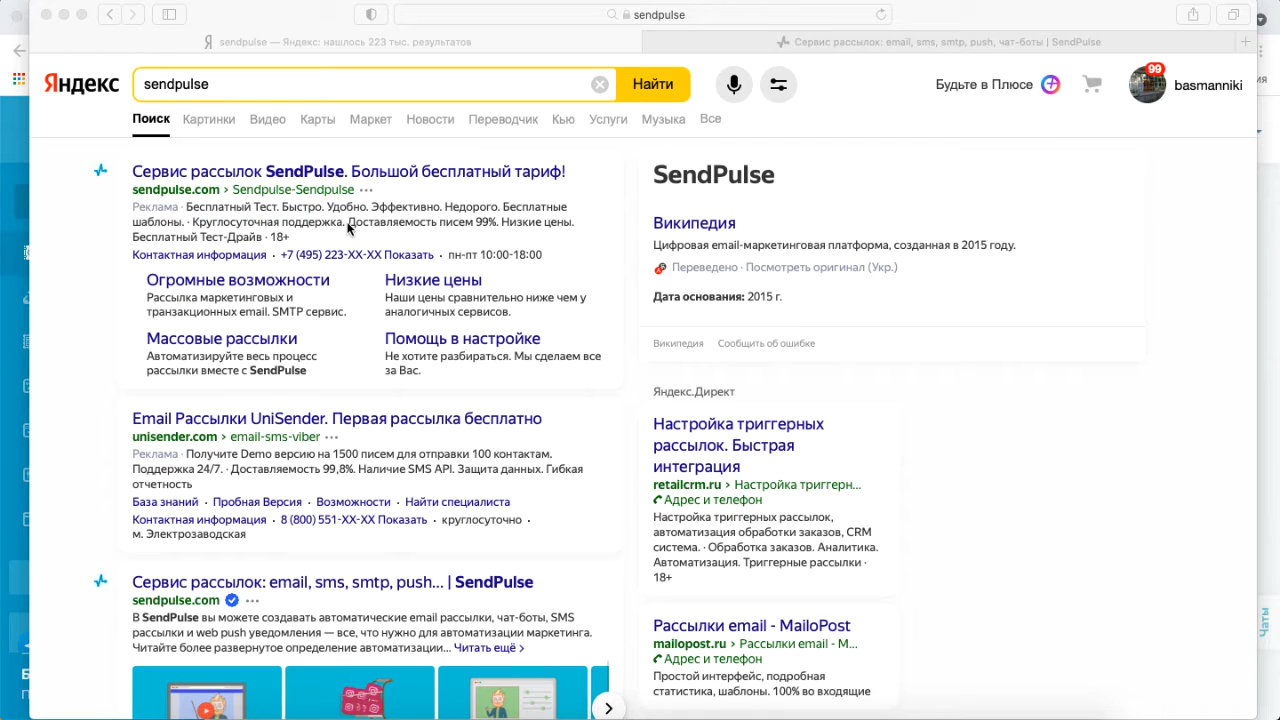 sendpulse
sendpulse — Яндекс: нашлось 223 тыс. результатов
Сервис рассылок: email, sms, smtp, push, чат-боты | SendPulse
Яндекс
sendpulse
Найти
Будьте в Плюсе
99
basmanniki
Поиск Картинки Видео Карты Маркет Новости Переводчик Кью Услуги Музыка Все
Сервис рассылок SendPulse. Большой бесплатный тариф!
sendpulse.com › Sendpulse-Sendpulse
Реклама · Бесплатный Тест. Быстро. Удобно. Эффективно. Недорого. Бесплатные
шаблоны. · Круглосуточная поддержка. Доставляемость писем 99%. Низкие цены.
Бесплатный Тест-Драйв · 18+
Контактная информация · +7 (495) 223-XX-XX Показать · пн-пт 10:00-18:00
Огромные возможности
Рассылка маркетинговых и
транзакционных email. SMTP сервис.
Низкие цены
Наши цены сравнительно ниже чем у
аналогичных сервисов.
Массовые рассылки
Автоматизируйте весь процесс
рассылки вместе с SendPulse
Помощь в настройке
Не хотите разбираться. Мы сделаем все
за Вас.
Email Рассылки UniSender. Первая рассылка бесплатно
unisender.com › email-sms-viber
Реклама · Получите Demo версию на 1500 писем для отправки 100 контактам.
Поддержка 24/7. · Доставляемость 99,8%. Наличие SMS API. Защита данных. Гибкая
отчетность
База знаний · Пробная Версия · Возможности · Найти специалиста
Контактная информация · 8 (800) 551-XX-XX Показать · круглосуточно ·
м. Электрозаводская
Сервис рассылок: email, sms, smtp, push... | SendPulse
sendpulse.com
В SendPulse вы можете создавать автоматические email рассылки, чат-боты, SMS
рассылки и web push уведомления — все, что нужно для автоматизации маркетинга.
Читайте более развернутое определение автоматизации... Читать ещё ›
SendPulse
Википедия
Цифровая email-маркетинговая платформа, созданная в 2015 году.
Переведено · Посмотреть оригинал (Укр.)
Дата основания: 2015 г.
Википедия Сообщить об ошибке
Яндекс.Директ
Настройка триггерных
рассылок. Быстрая
интеграция
retailcrm.ru › Настройка триггерн...
Адрес и телефон
Настройка триггерных рассылок,
автоматизация обработки заказов, CRM
система. · Обработка заказов. Аналитика.
Автоматизация. Триггерные рассылки ·
18+
Рассылки email - MailoPost
mailopost.ru › Рассылки email - M...
Адрес и телефон
Простой интерфейс, подробная
статистика, шаблоны. 100% во входящие
Чаты